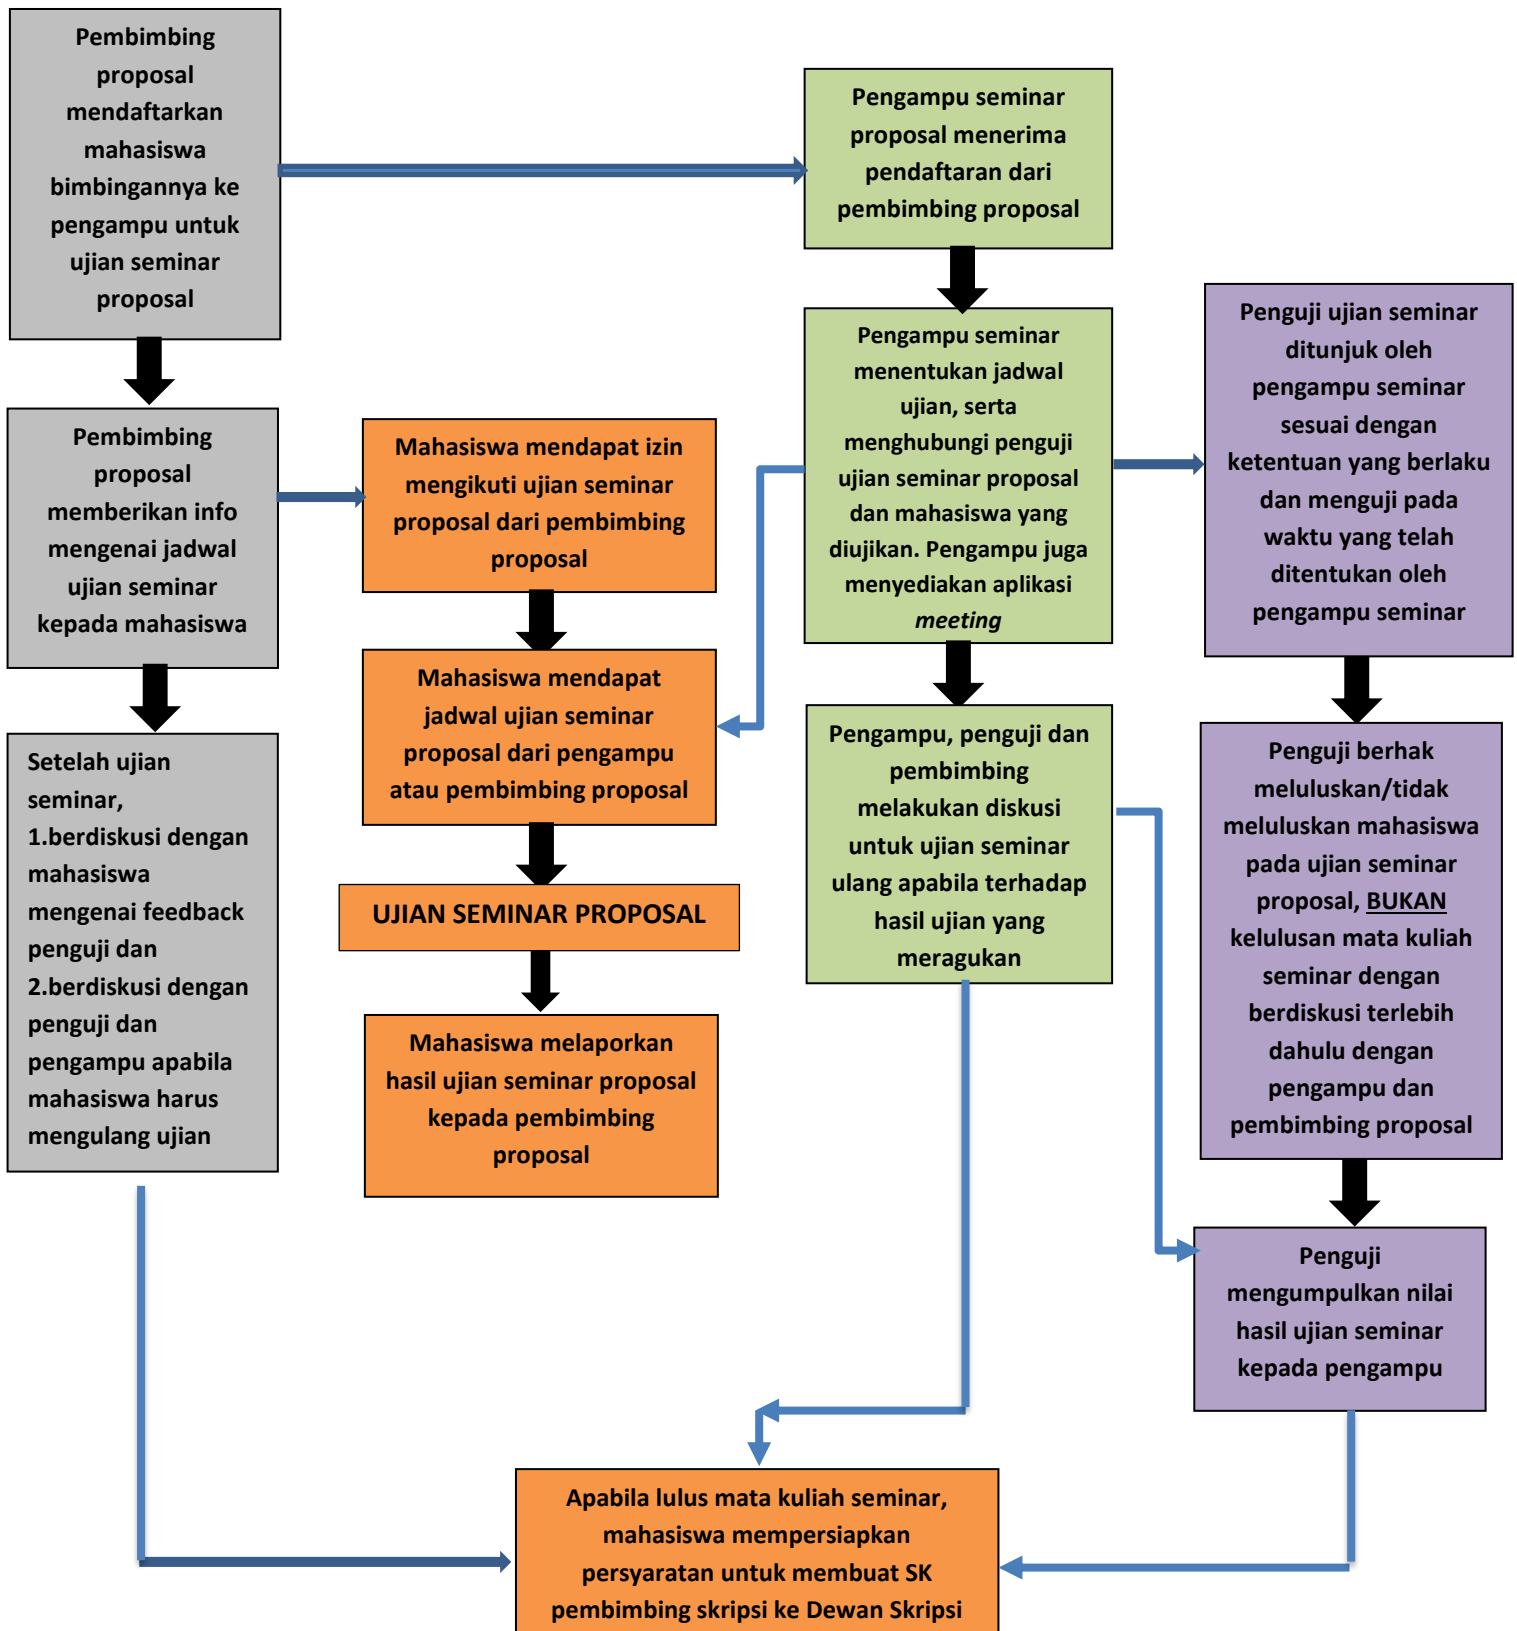 Pembimbing
proposal
mendaftarkan
mahasiswa
bimbingannya ke
pengampu untuk
ujian seminar
proposal
Pengampu seminar
proposal menerima
pendaftaran dari
pembimbing proposal
Pengampu seminar
menentukan jadwal
ujian, serta
menghubungi penguji
ujian seminar proposal
dan mahasiswa yang
diujikan. Pengampu juga
menyediakan aplikasi
meeting
Penguji ujian seminar
ditunjuk oleh
pengampu seminar
sesuai dengan
ketentuan yang berlaku
dan menguji pada
waktu yang telah
ditentukan oleh
pengampu seminar
Pembimbing
proposal
memberikan info
mengenai jadwal
ujian seminar
kepada mahasiswa
Mahasiswa mendapat izin
mengikuti ujian seminar
proposal dari pembimbing
proposal
Mahasiswa mendapat
jadwal ujian seminar
proposal dari pengampu
atau pembimbing proposal
Setelah ujian
seminar,
1.berdiskusi dengan
mahasiswa
mengenai feedback
penguji dan
2.berdiskusi dengan
penguji dan
pengampu apabila
mahasiswa harus
mengulang ujian
UJIAN SEMINAR PROPOSAL
Mahasiswa melaporkan
hasil ujian seminar proposal
kepada pembimbing
proposal
Pengampu, penguji dan
pembimbing
melakukan diskusi
untuk ujian seminar
ulang apabila terhadap
hasil ujian yang
meragukan
Penguji berhak
meluluskan/tidak
meluluskan mahasiswa
pada ujian seminar
proposal, BUKAN
kelulusan mata kuliah
seminar dengan
berdiskusi terlebih
dahulu dengan
pengampu dan
pembimbing proposal
Penguji
mengumpulkan nilai
hasil ujian seminar
kepada pengampu
Apabila lulus mata kuliah seminar,
mahasiswa mempersiapkan
persyaratan untuk membuat SK
pembimbing skripsi ke Dewan Skripsi